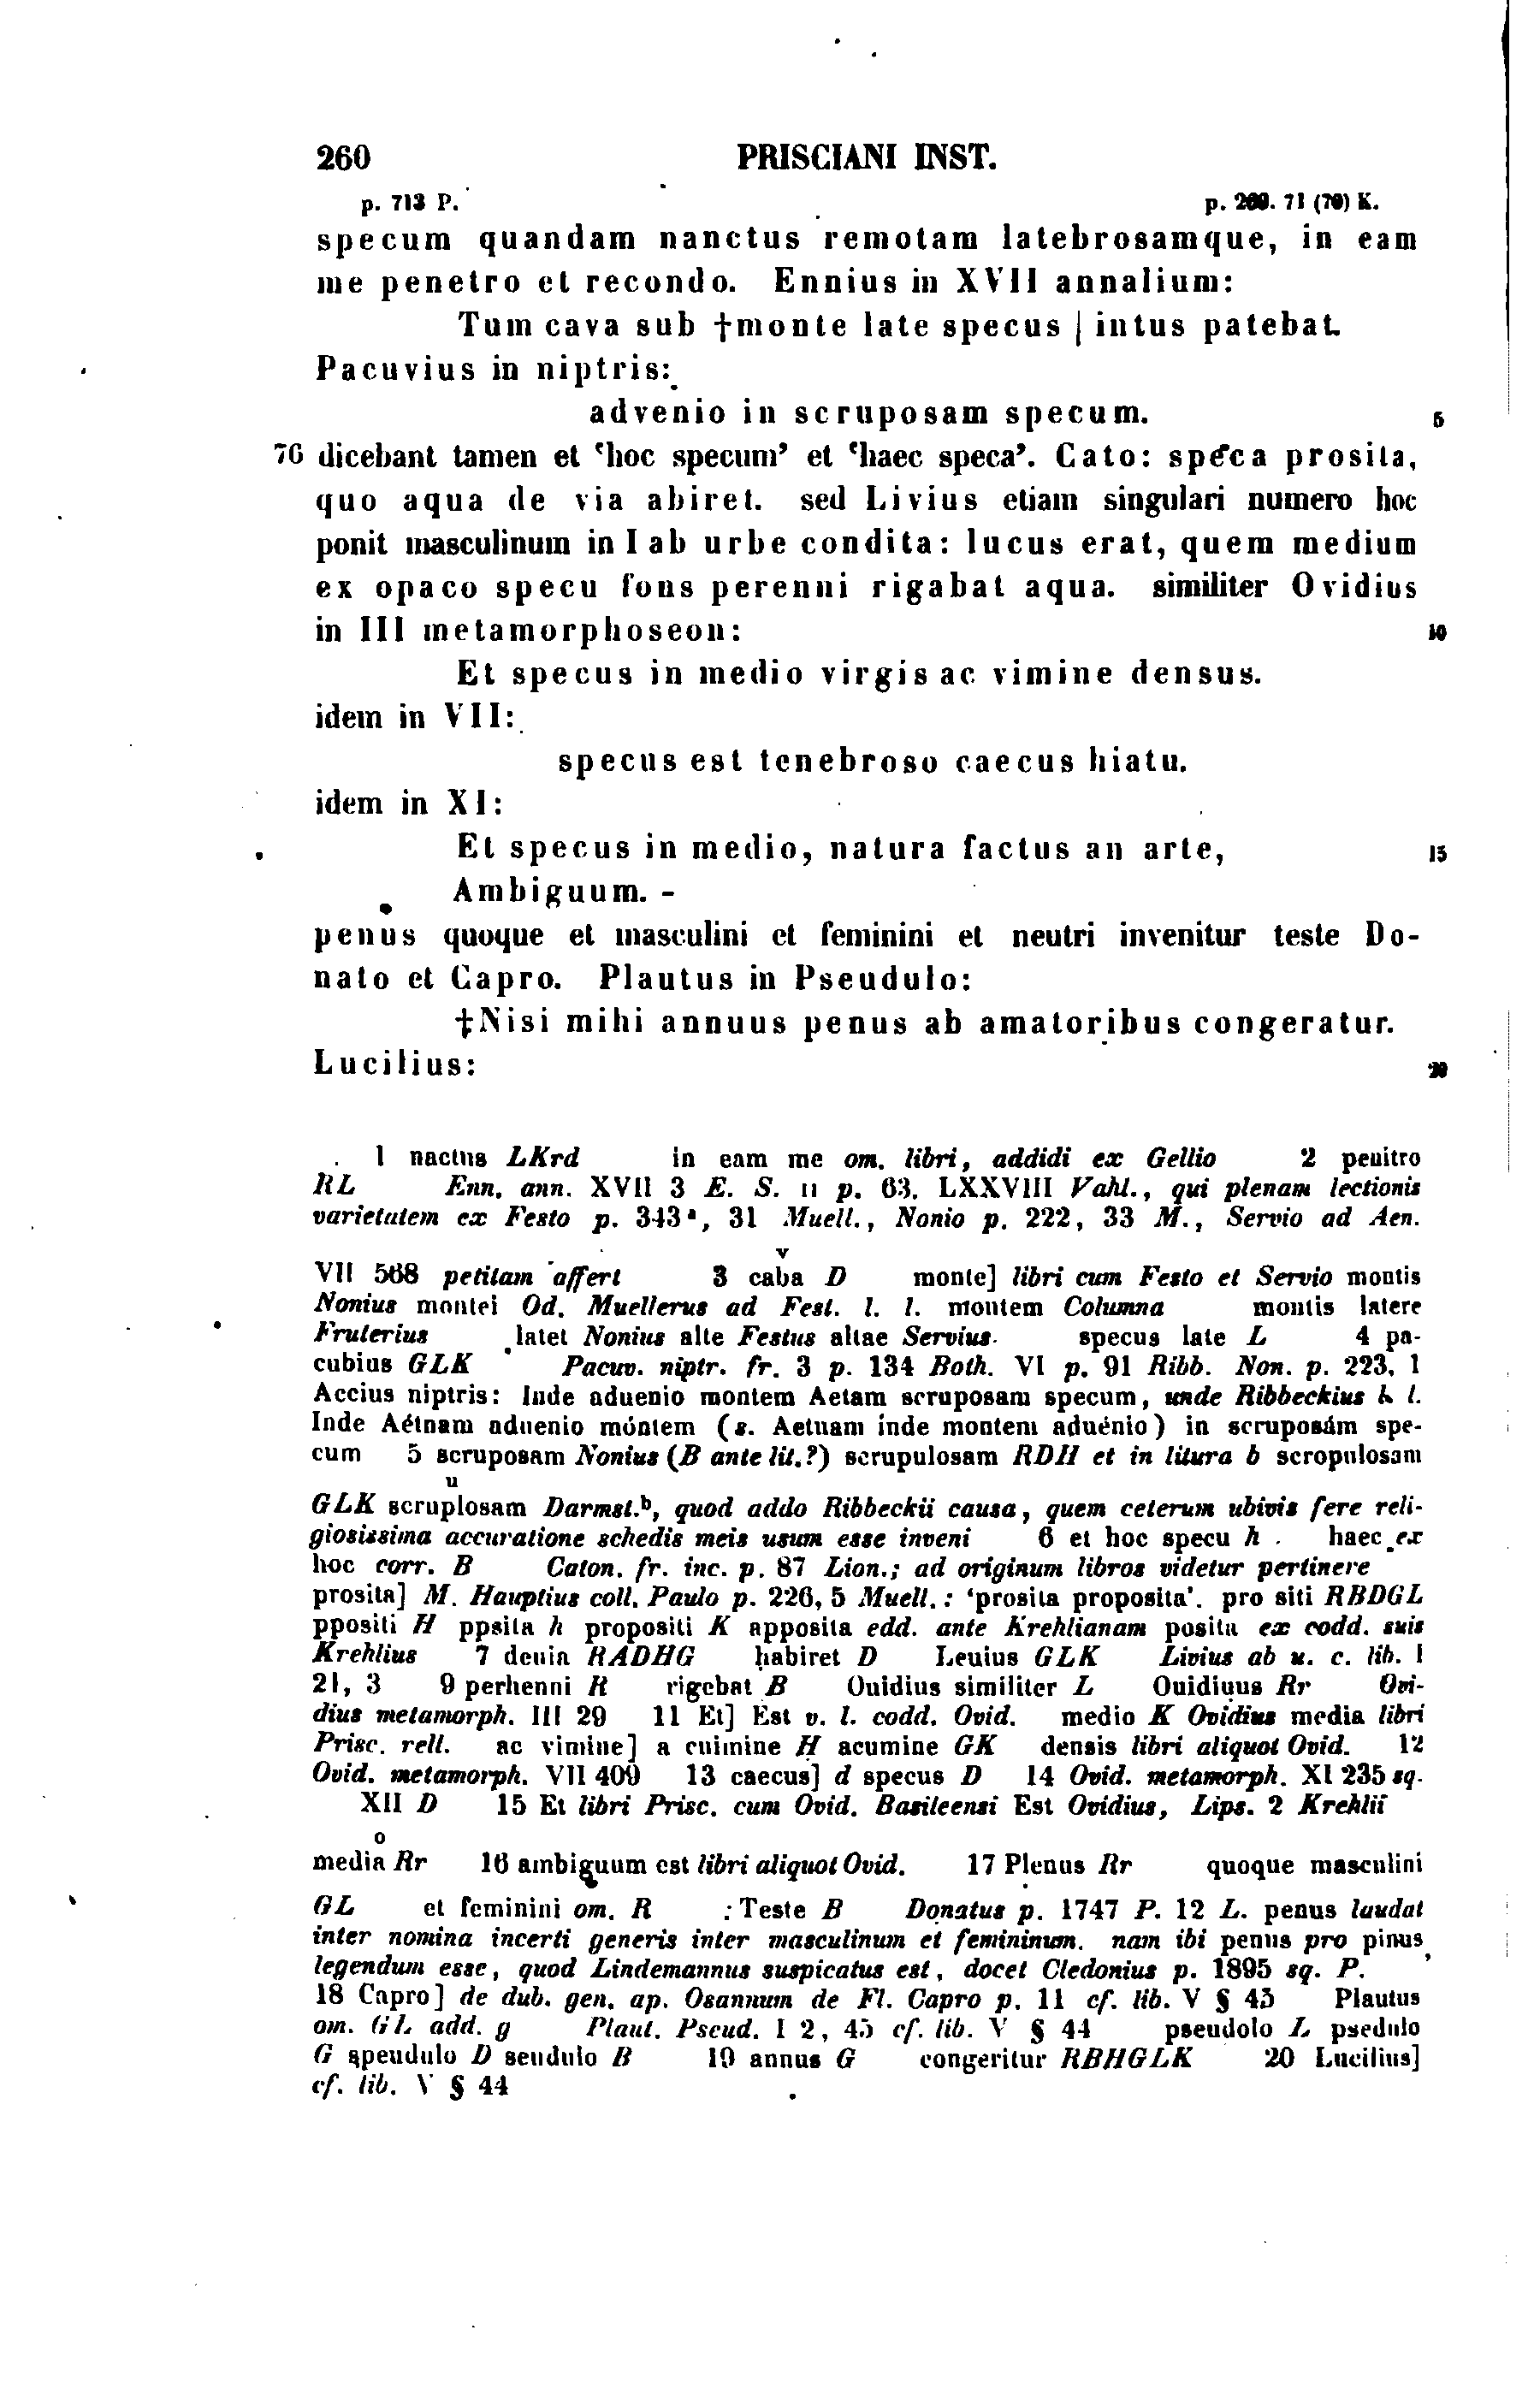 260 PRISCIANI INST.
p. 713 P. p. 269. 71 (70) K.
specum quandam nanctus remotam latebrosamque, in eam
me penetro et recondo. Ennius in XVII annalium:
Tum cava sub †monte late specus | intus patebat.
Pacuvius in niptris:
advenio in scruposam specum. 5
76 dicebant tamen et ‘hoc specum’ et ‘haec speca’. Cato: speca prosita,
quo aqua de via abiret. sed Livius etiam singulari numero hoc
ponit masculinum in I ab urbe condita: lucus erat, quem medium
ex opaco specu fons perenni rigabat aqua. similiter Ovidius
in III metamorphoseon: 10
Et specus in medio virgis ac vimine densus.
idem in VII:
specus est tenebroso caecus hiatu.
idem in XI:
Et specus in medio, natura factus an arte, 15
Ambiguum. -
penus quoque et masculini et feminini et neutri invenitur teste Do-
nato et Capro. Plautus in Pseudulo:
‡Nisi mihi annuus penus ab amatoribus congeratur.
Lucilius: 20
1 nactus LKrd in eam me om. libri, addidi ex Gellio 2 penitro
RL Enn. ann. XVII 3 E. S. II p. 63. LXXVIII Vahl., qui plenam lectionis
varietatem ex Festo p. 343ᵃ, 31 Muell., Nonio p. 222, 33 M., Servio ad Aen.
v
VII 568 petitam affert 3 caba D monte] libri cum Festo et Servio montis
Nonius montei Od. Muellerus ad Fest. l. l. montem Columna montis latere
Fruterius latet Nonius alte Festus altae Servius. specus late L 4 pa-
cubius GLK Pacuv. niptr. fr. 3 p. 134 Both. VI p. 91 Ribb. Non. p. 223, 1
Accius niptris: Inde aduenio montem Aetam scruposam specum, unde Ribbeckius h. l.
Inde Aétnam aduenio móntem (s. Aetnam inde montem aduénio) in scruposám spe-
cum 5 scruposam Nonius (B ante lit.?) scrupulosam RDH et in litura b scropulosam
u
GLK scruplosam Darmst.ᵇ, quod addo Ribbeckii causa, quem ceterum ubivis fere reli-
giosissima accuratione schedis meis usum esse inveni 6 et hoc specu h . haec ex
hoc corr. B Caton. fr. inc. p. 87 Lion.; ad originum libros videtur pertinere
prosita] M. Hauptius coll. Paulo p. 226, 5 Muell.: ‘prosita proposita’. pro siti RBDGL
ppositi H ppsita h propositi K apposita edd. ante Krehlianam posita ex codd. suis
Krehlius 7 deuia RADHG ḥabiret D Leuius GLK Livius ab u. c. lib. I
21, 3 9 perhenni R rigebat B Ouidius similiter L Ouidiụus Rr Ovi-
dius metamorph. III 29 11 Et] Est v. l. codd. Ovid. medio K Ovidius media libri
Prisc. rell. ac vimine] a cuimine H acumine GK densis libri aliquot Ovid. 12
Ovid. metamorph. VII 409 13 caecus] d specus D 14 Ovid. metamorph. XI 235 sq.
XII D 15 Et libri Prisc. cum Ovid. Basileensi Est Ovidius, Lips. 2 Krehlii
o
media Rr 16 ambiguum est libri aliquot Ovid. 17 Plenus Rr quoque masculini
GL et feminini om. R : Teste B Donatus p. 1747 P. 12 L. penus laudat
inter nomina incerti generis inter masculinum et femininum. nam ibi penus pro pinus
legendum esse, quod Lindemannus suspicatus est, docet Cledonius p. 1895 sq. P.
18 Capro] de dub. gen. ap. Osannum de Fl. Capro p. 11 cf. lib. V § 43 Plautus
om. GL add. g Plaut. Pseud. I 2, 45 cf. lib. V § 44 pseudolo L psedulo
G speudulo D seudulo B 19 annus G congeritur RBHGLK 20 Lucilius]
cf. lib. V § 44